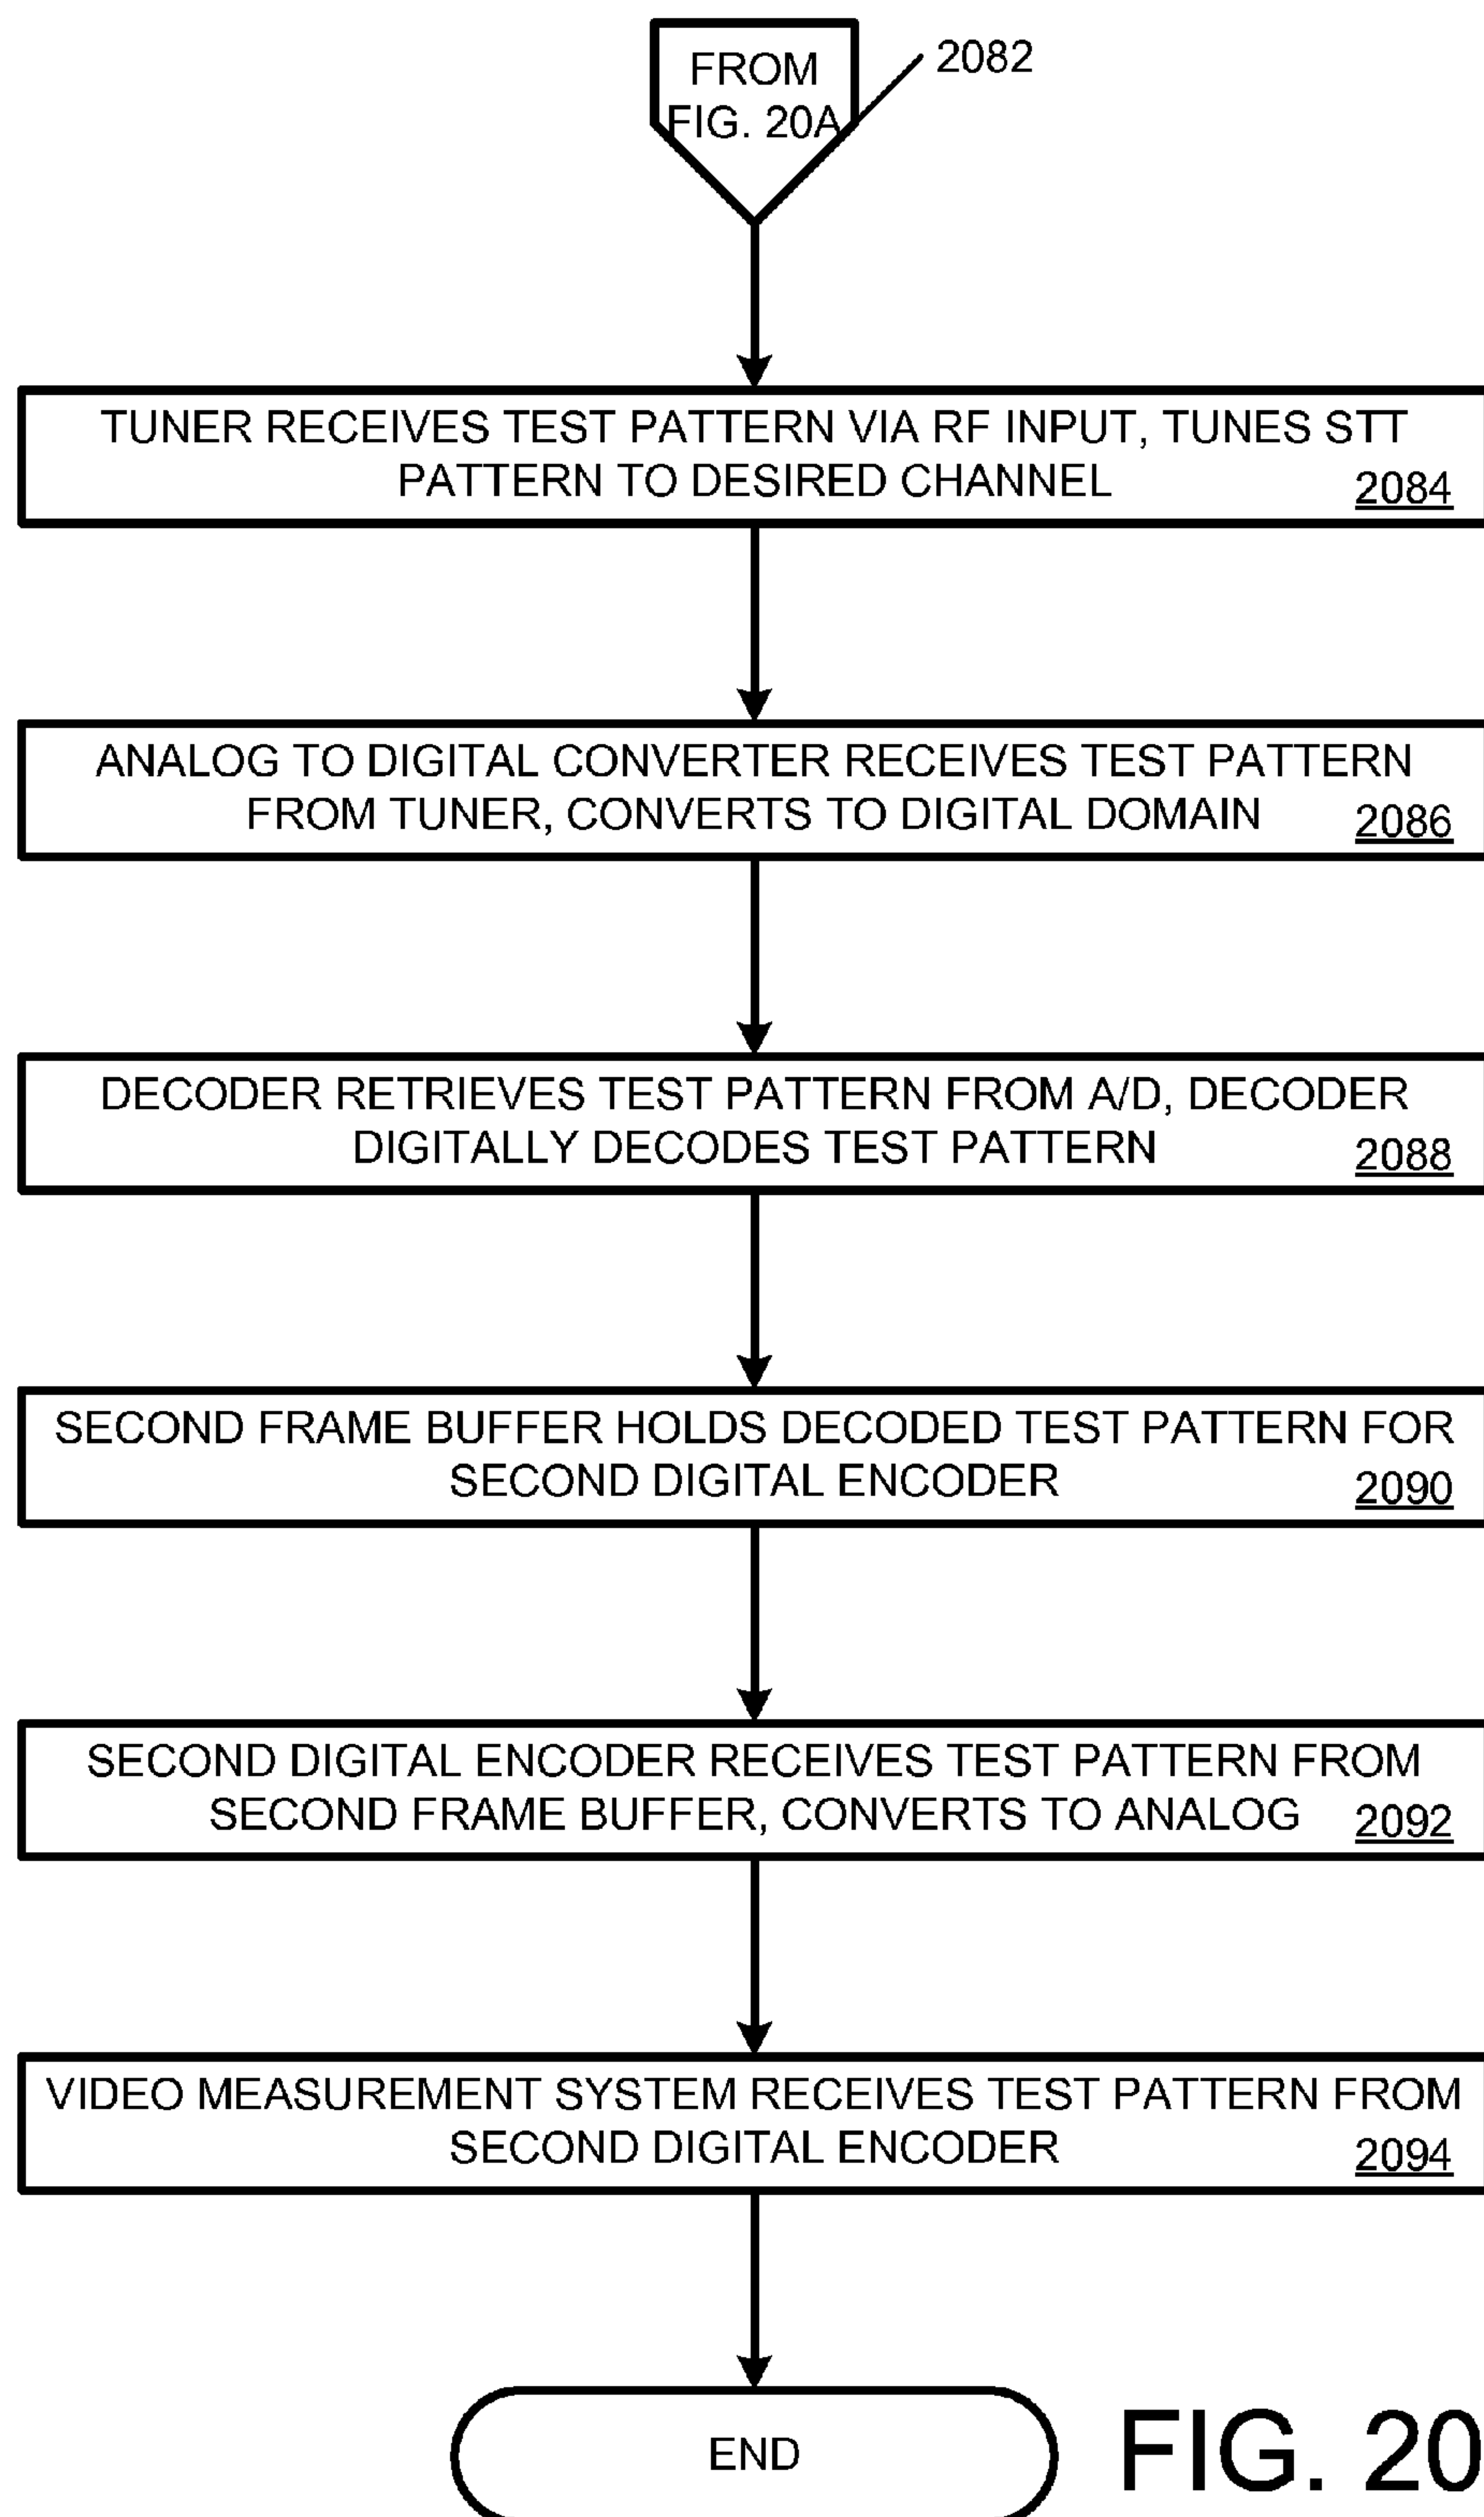 FROM
FIG. 20A
2082
TUNER RECEIVES TEST PATTERN VIA RF INPUT, TUNES STT
PATTERN TO DESIRED CHANNEL
2084
ANALOG TO DIGITAL CONVERTER RECEIVES TEST PATTERN
FROM TUNER, CONVERTS TO DIGITAL DOMAIN
2086
DECODER RETRIEVES TEST PATTERN FROM A/D, DECODER
DIGITALLY DECODES TEST PATTERN
2088
SECOND FRAME BUFFER HOLDS DECODED TEST PATTERN FOR
SECOND DIGITAL ENCODER
2090
SECOND DIGITAL ENCODER RECEIVES TEST PATTERN FROM
SECOND FRAME BUFFER, CONVERTS TO ANALOG
2092
VIDEO MEASUREMENT SYSTEM RECEIVES TEST PATTERN FROM
SECOND DIGITAL ENCODER
2094
END
FIG. 20